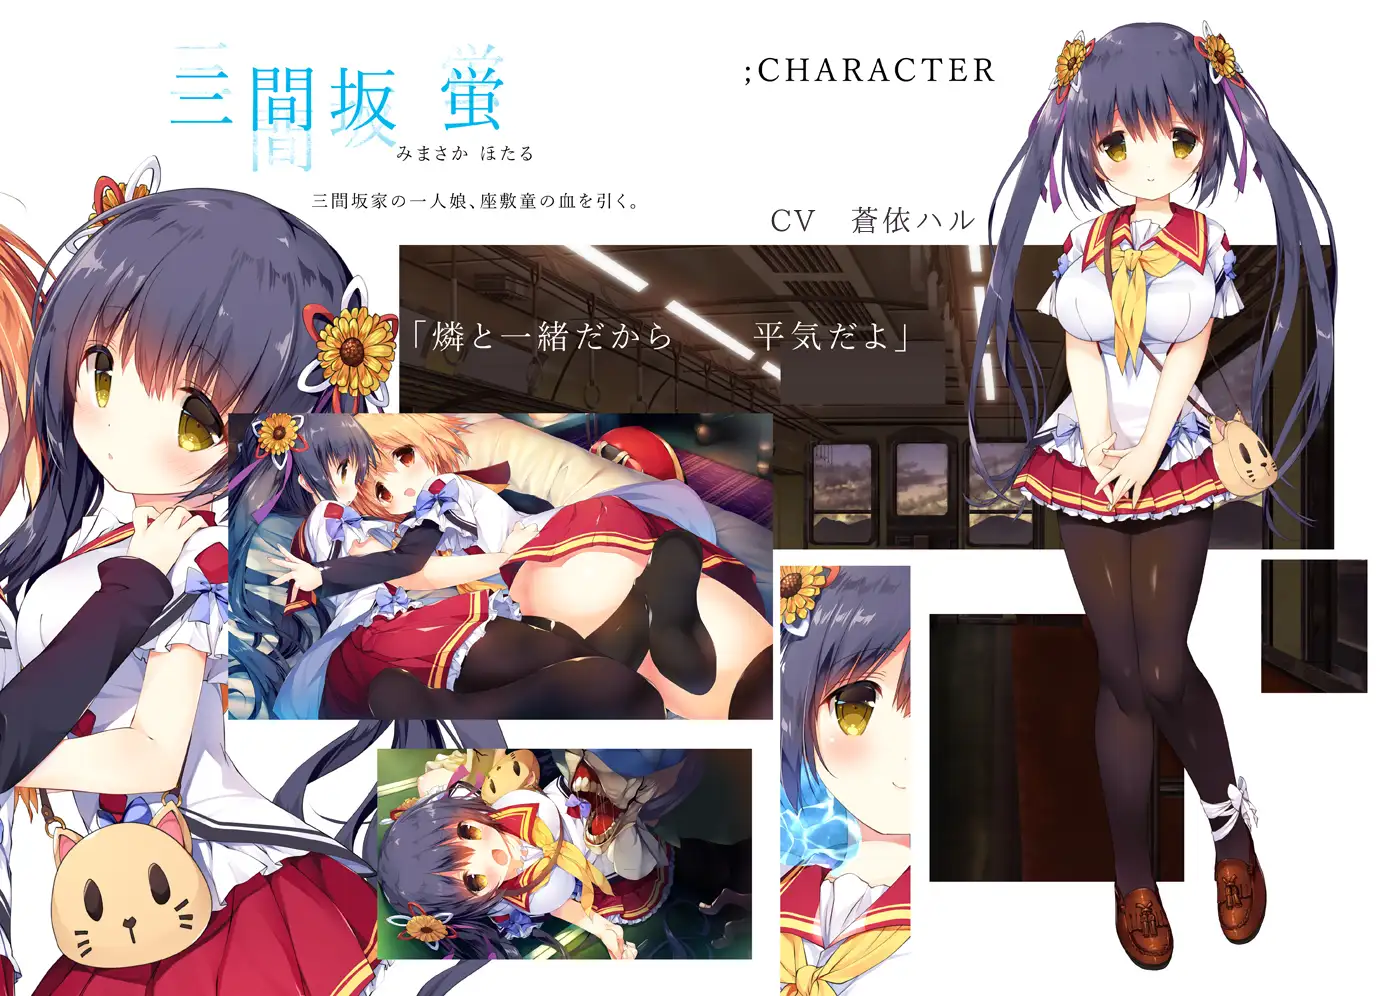 ;CHARACTER
三間坂 蛍
みまさか ほたる
三間坂家の一人娘、座敷童の血を引く。
CV 蒼依ハル
「燐と一緒だから 平気だよ」